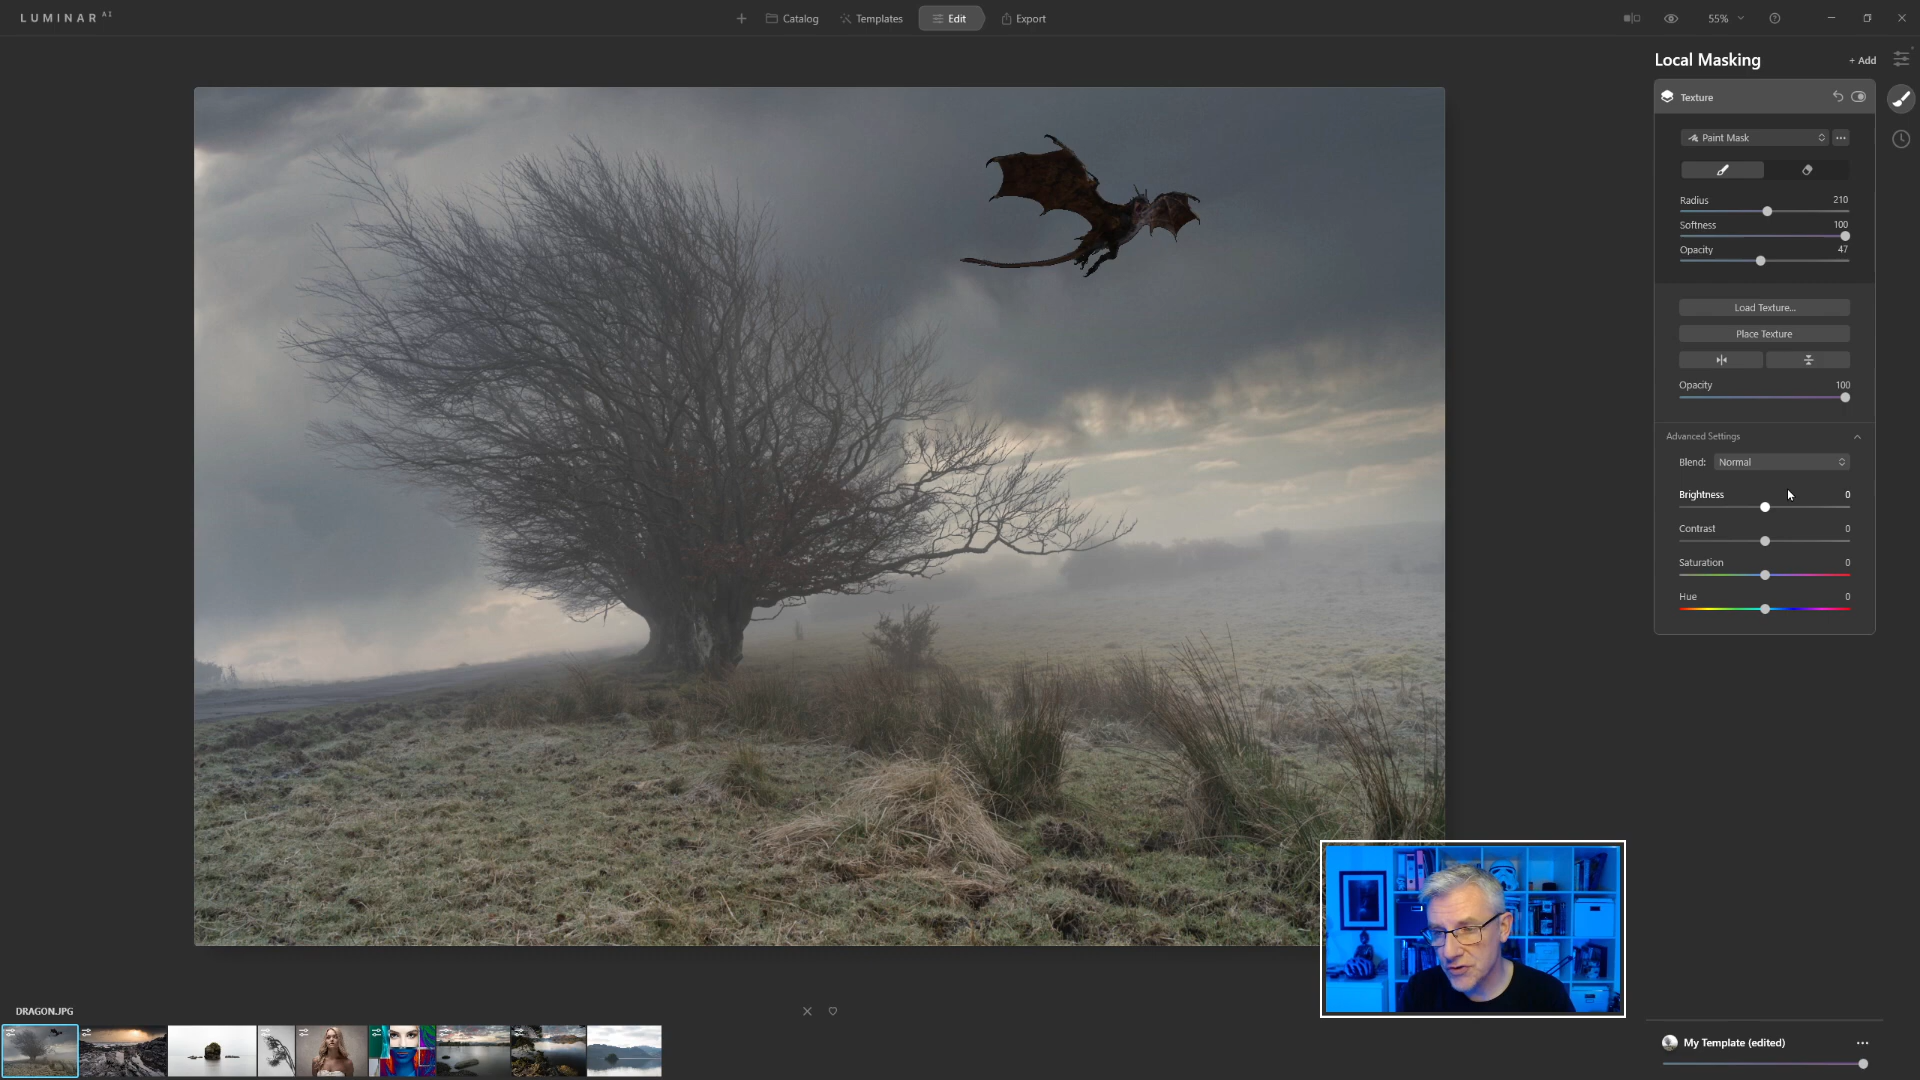 LUMINAR AI
Catalog
Templates
Edit
Export
55%
Local Masking
+ Add
Texture
Paint Mask
Radius 210
Softness 100
Opacity 47
Load Texture...
Place Texture
Opacity 100
Advanced Settings
Blend: Normal
Brightness 0
Contrast 0
Saturation 0
Hue 0
DRAGON.JPG
My Template (edited)